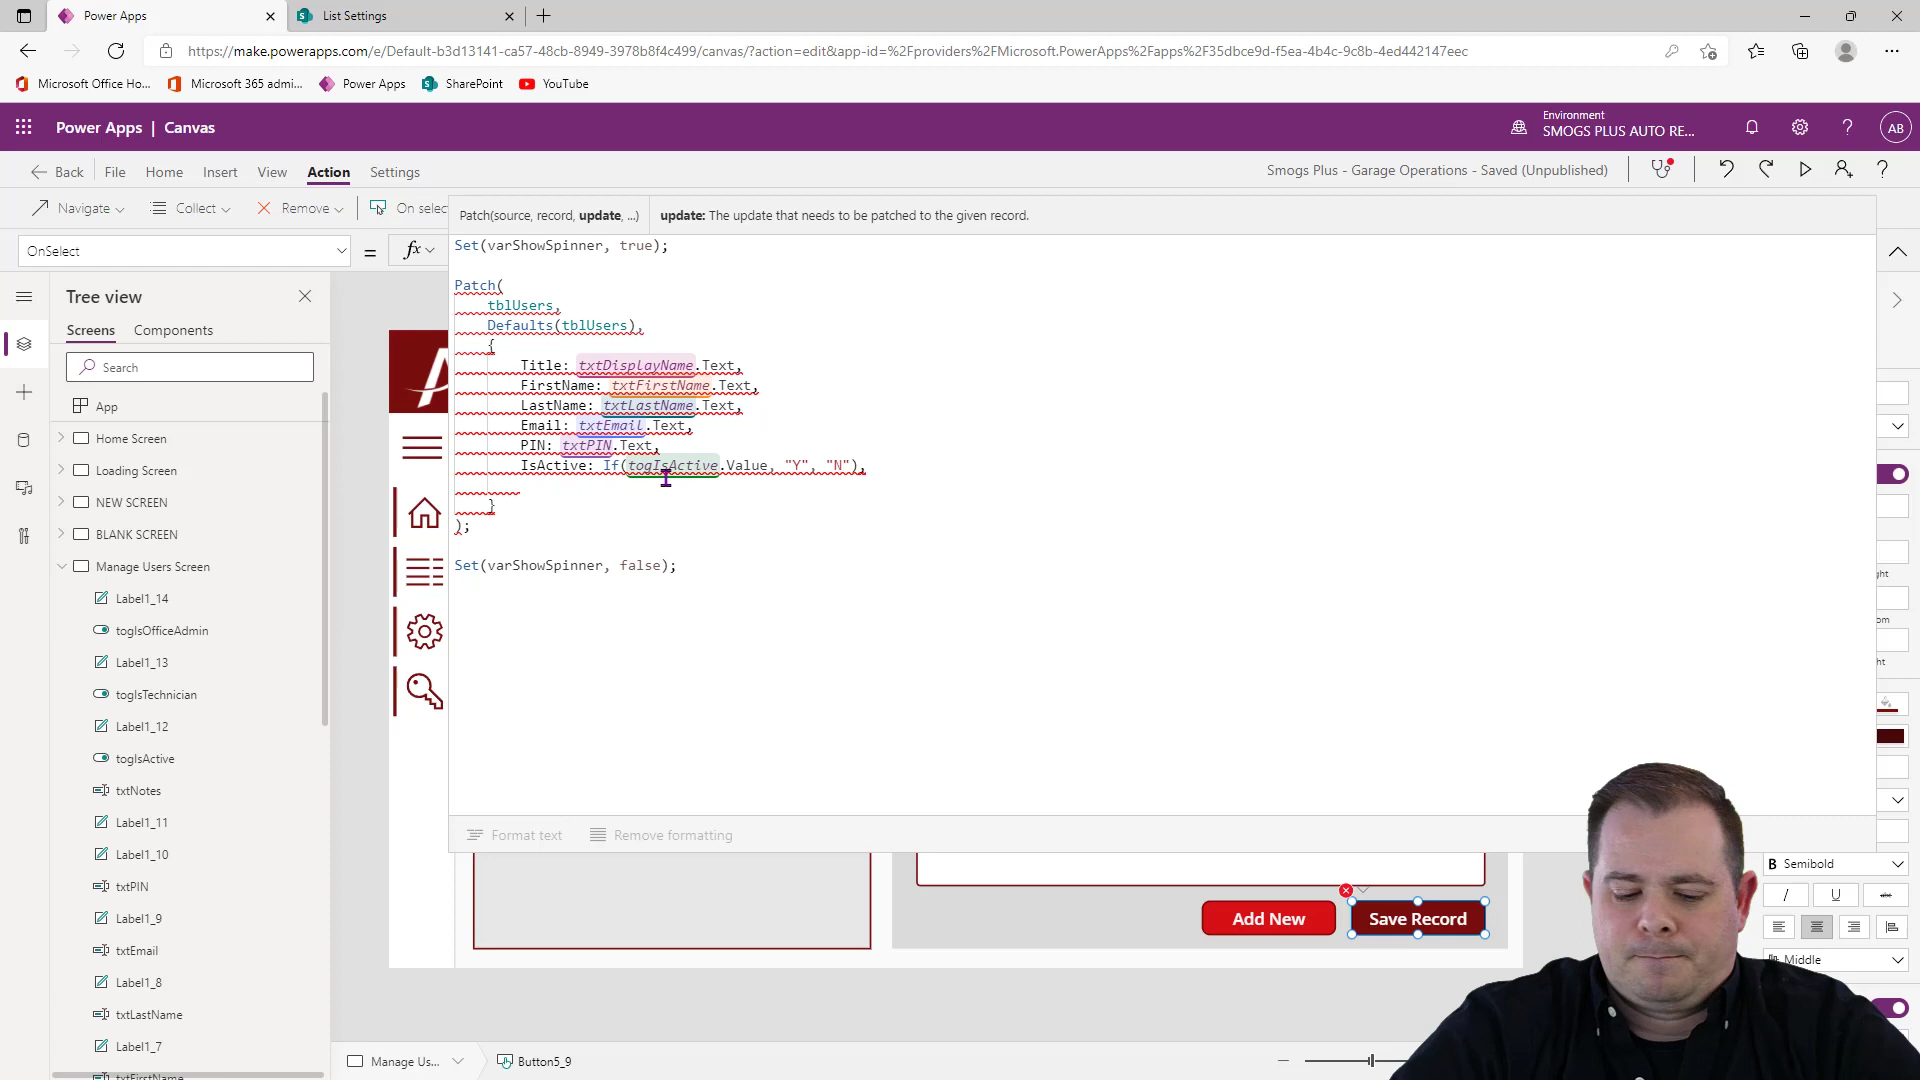 Power Apps
List Settings
https://make.powerapps.com/e/Default-b3d13141-ca57-48cb-8949-3978b8f4c499/canvas/?action=edit&app-id=%2Fproviders%2FMicrosoft.PowerApps%2Fapps%2F35dbce9d-f5ea-4b4c-9c8b-4ed442147eec
Microsoft Office Ho...
Microsoft 365 admi...
Power Apps
SharePoint
YouTube
Power Apps | Canvas
Environment
SMOGS PLUS AUTO RE...
AB
Back
File
Home
Insert
View
Action
Settings
Smogs Plus - Garage Operations - Saved (Unpublished)
Navigate
Collect
Remove
On selec
Patch(source, record, update, ...)
update: The update that needs to be patched to the given record.
OnSelect
=
fx
Set(varShowSpinner, true);
Patch(
tblUsers,
Defaults(tblUsers),
{
Title: txtDisplayName.Text,
FirstName: txtFirstName.Text,
LastName: txtLastName.Text,
Email: txtEmail.Text,
PIN: txtPIN.Text,
IsActive: If(togIsActive.Value, "Y", "N"),
}
);
Set(varShowSpinner, false);
Format text
Remove formatting
Tree view
Screens
Components
Search
App
Home Screen
Loading Screen
NEW SCREEN
BLANK SCREEN
Manage Users Screen
Label1_14
togIsOfficeAdmin
Label1_13
togIsTechnician
Label1_12
togIsActive
txtNotes
Label1_11
Label1_10
txtPIN
Label1_9
txtEmail
Label1_8
txtLastName
Label1_7
txtFirstName
Add New
Save Record
ght
om
ht
B Semibold
/
U
abc
Middle
Manage Us...
Button5_9